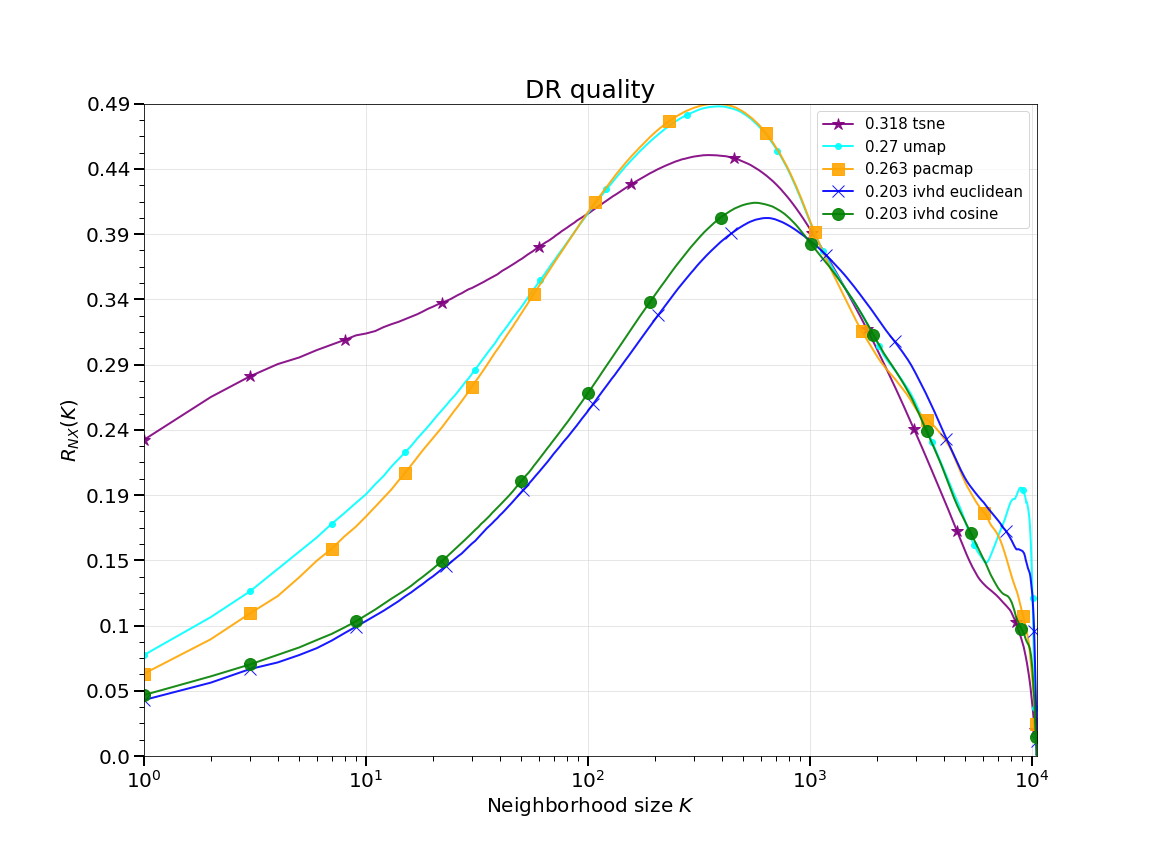 DR quality
0.49
0.44
0.39
0.34
0.29
0.24
0.19
0.15
0.1
0.05
0.0
R_{NX}(K)
0.318 tsne
0.27 umap
0.263 pacmap
0.203 ivhd euclidean
0.203 ivhd cosine
10^0 10^1 10^2 10^3 10^4
Neighborhood size K